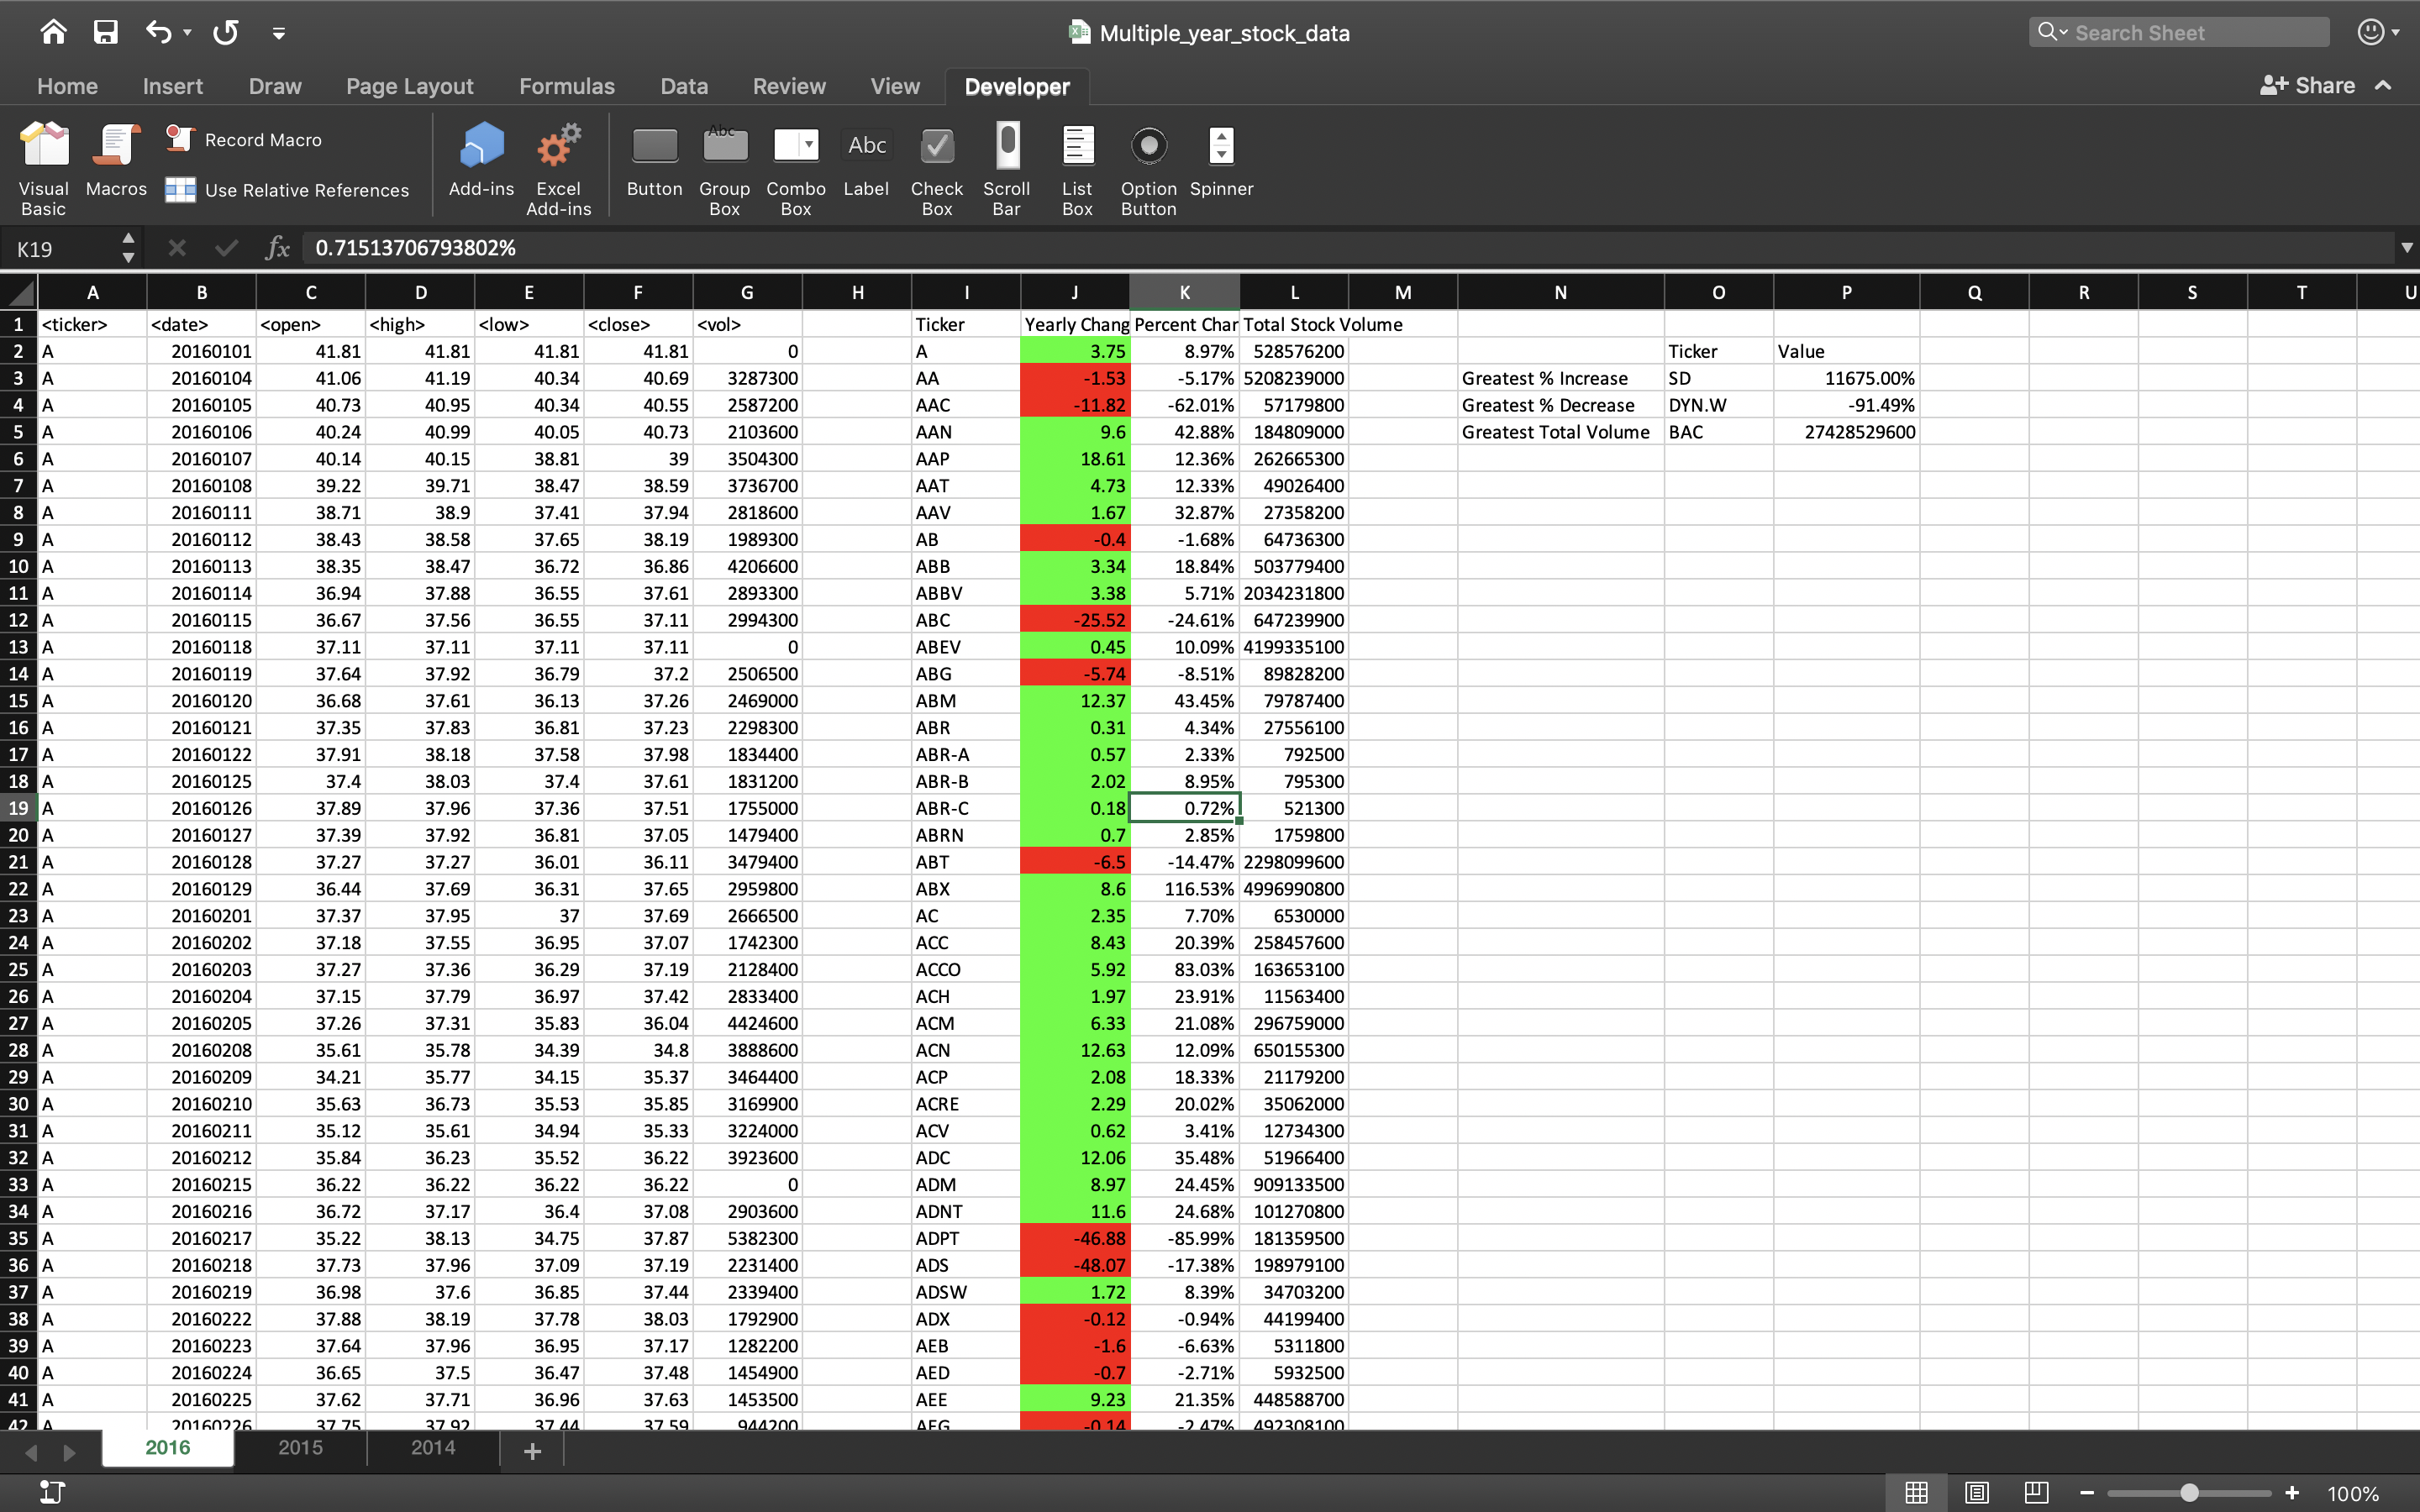 Multiple_year_stock_data
Search Sheet
Home Insert Draw Page Layout Formulas Data Review View Developer Share
Visual Basic Macros Record Macro Use Relative References Add-ins Excel Add-ins Button Abc Group Box Combo Box Abc Label Check Box Scroll Bar List Box Option Button Spinner
K19 fx 0.71513706793802%
A B C D E F G H I J K L M N O P Q R S T U
1 <ticker> <date> <open> <high> <low> <close> <vol> Ticker Yearly Chang Percent Char Total Stock Volume
2 A 20160101 41.81 41.81 41.81 41.81 0 A 3.75 8.97% 528576200 Ticker Value
3 A 20160104 41.06 41.19 40.34 40.69 3287300 AA -1.53 -5.17% 5208239000 Greatest % Increase SD 11675.00%
4 A 20160105 40.73 40.95 40.34 40.55 2587200 AAC -11.82 -62.01% 57179800 Greatest % Decrease DYN.W -91.49%
5 A 20160106 40.24 40.99 40.05 40.73 2103600 AAN 9.6 42.88% 184809000 Greatest Total Volume BAC 27428529600
6 A 20160107 40.14 40.15 38.81 39 3504300 AAP 18.61 12.36% 262665300
7 A 20160108 39.22 39.71 38.47 38.59 3736700 AAT 4.73 12.33% 49026400
8 A 20160111 38.71 38.9 37.41 37.94 2818600 AAV 1.67 32.87% 27358200
9 A 20160112 38.43 38.58 37.65 38.19 1989300 AB -0.4 -1.68% 64736300
10 A 20160113 38.35 38.47 36.72 36.86 4206600 ABB 3.34 18.84% 503779400
11 A 20160114 36.94 37.88 36.55 37.61 2893300 ABBV 3.38 5.71% 2034231800
12 A 20160115 36.67 37.56 36.55 37.11 2994300 ABC -25.52 -24.61% 647239900
13 A 20160118 37.11 37.11 37.11 37.11 0 ABEV 0.45 10.09% 4199335100
14 A 20160119 37.64 37.92 36.79 37.2 2506500 ABG -5.74 -8.51% 89828200
15 A 20160120 36.68 37.61 36.13 37.26 2469000 ABM 12.37 43.45% 79787400
16 A 20160121 37.35 37.83 36.81 37.23 2298300 ABR 0.31 4.34% 27556100
17 A 20160122 37.91 38.18 37.58 37.98 1834400 ABR-A 0.57 2.33% 792500
18 A 20160125 37.4 38.03 37.4 37.61 1831200 ABR-B 2.02 8.95% 795300
19 A 20160126 37.89 37.96 37.36 37.51 1755000 ABR-C 0.18 0.72% 521300
20 A 20160127 37.39 37.92 36.81 37.05 1479400 ABRN 0.7 2.85% 1759800
21 A 20160128 37.27 37.27 36.01 36.11 3479400 ABT -6.5 -14.47% 2298099600
22 A 20160129 36.44 37.69 36.31 37.65 2959800 ABX 8.6 116.53% 4996990800
23 A 20160201 37.37 37.95 37 37.69 2666500 AC 2.35 7.70% 6530000
24 A 20160202 37.18 37.55 36.95 37.07 1742300 ACC 8.43 20.39% 258457600
25 A 20160203 37.27 37.36 36.29 37.19 2128400 ACCO 5.92 83.03% 163653100
26 A 20160204 37.15 37.79 36.97 37.42 2833400 ACH 1.97 23.91% 11563400
27 A 20160205 37.26 37.31 35.83 36.04 4424600 ACM 6.33 21.08% 296759000
28 A 20160208 35.61 35.78 34.39 34.8 3888600 ACN 12.63 12.09% 650155300
29 A 20160209 34.21 35.77 34.15 35.37 3464400 ACP 2.08 18.33% 21179200
30 A 20160210 35.63 36.73 35.53 35.85 3169900 ACRE 2.29 20.02% 35062000
31 A 20160211 35.12 35.61 34.94 35.33 3224000 ACV 0.62 3.41% 12734300
32 A 20160212 35.84 36.23 35.52 36.22 3923600 ADC 12.06 35.48% 51966400
33 A 20160215 36.22 36.22 36.22 36.22 0 ADM 8.97 24.45% 909133500
34 A 20160216 36.72 37.17 36.4 37.08 2903600 ADNT 11.6 24.68% 101270800
35 A 20160217 35.22 38.13 34.75 37.87 5382300 ADPT -46.88 -85.99% 181359500
36 A 20160218 37.73 37.96 37.09 37.19 2231400 ADS -48.07 -17.38% 198979100
37 A 20160219 36.98 37.6 36.85 37.44 2339400 ADSW 1.72 8.39% 34703200
38 A 20160222 37.88 38.19 37.78 38.03 1792900 ADX -0.12 -0.94% 44199400
39 A 20160223 37.64 37.96 36.95 37.17 1282200 AEB -1.6 -6.63% 5311800
40 A 20160224 36.65 37.5 36.47 37.48 1454900 AED -0.7 -2.71% 5932500
41 A 20160225 37.62 37.71 36.96 37.63 1453500 AEE 9.23 21.35% 448588700
42 A 20160226 37.75 37.92 37.44 37.59 944200 AEG -0.14 -2.47% 492308100
2016 2015 2014
100%